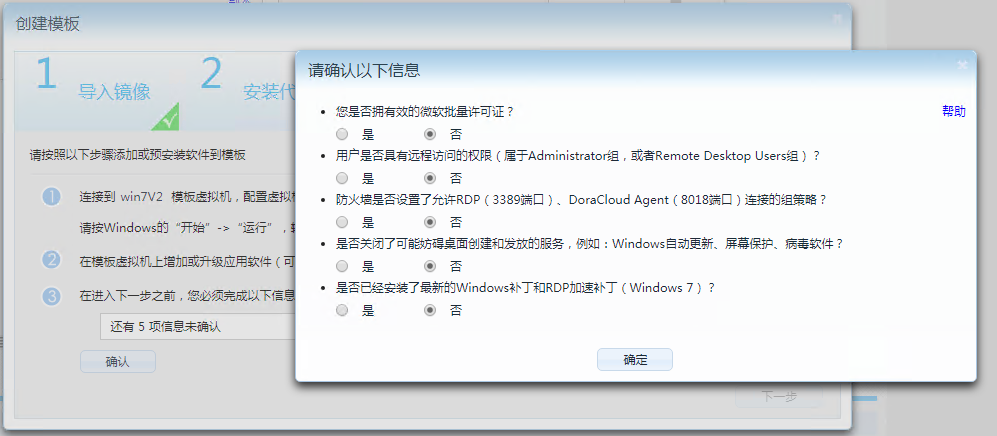 创建模板
1 导入镜像
2 安装代
请按照以下步骤添加或预安装软件到模板
1 连接到 win7V2 模板虚拟机，配置虚拟
请按Windows的“开始”->“运行”，
2 在模板虚拟机上增加或升级应用软件（可
3 在进入下一步之前，您必须完成以下信息
还有 5 项信息未确认
确认
下一步
请确认以下信息
帮助
• 您是否拥有效的微软批量许可证？
是 否
• 用户是否具有远程访问的权限（属于Administrator组，或者Remote Desktop Users组）？
是 否
• 防火墙是否设置了允许RDP（3389端口）、DoraCloud Agent（8018端口）连接的组策略？
是 否
• 是否关闭了可能妨碍桌面创建和发放的服务，例如：Windows自动更新、屏幕保护、病毒软件？
是 否
• 是否已经安装了最新的Windows补丁和RDP加速补丁（Windows 7）？
是 否
确定